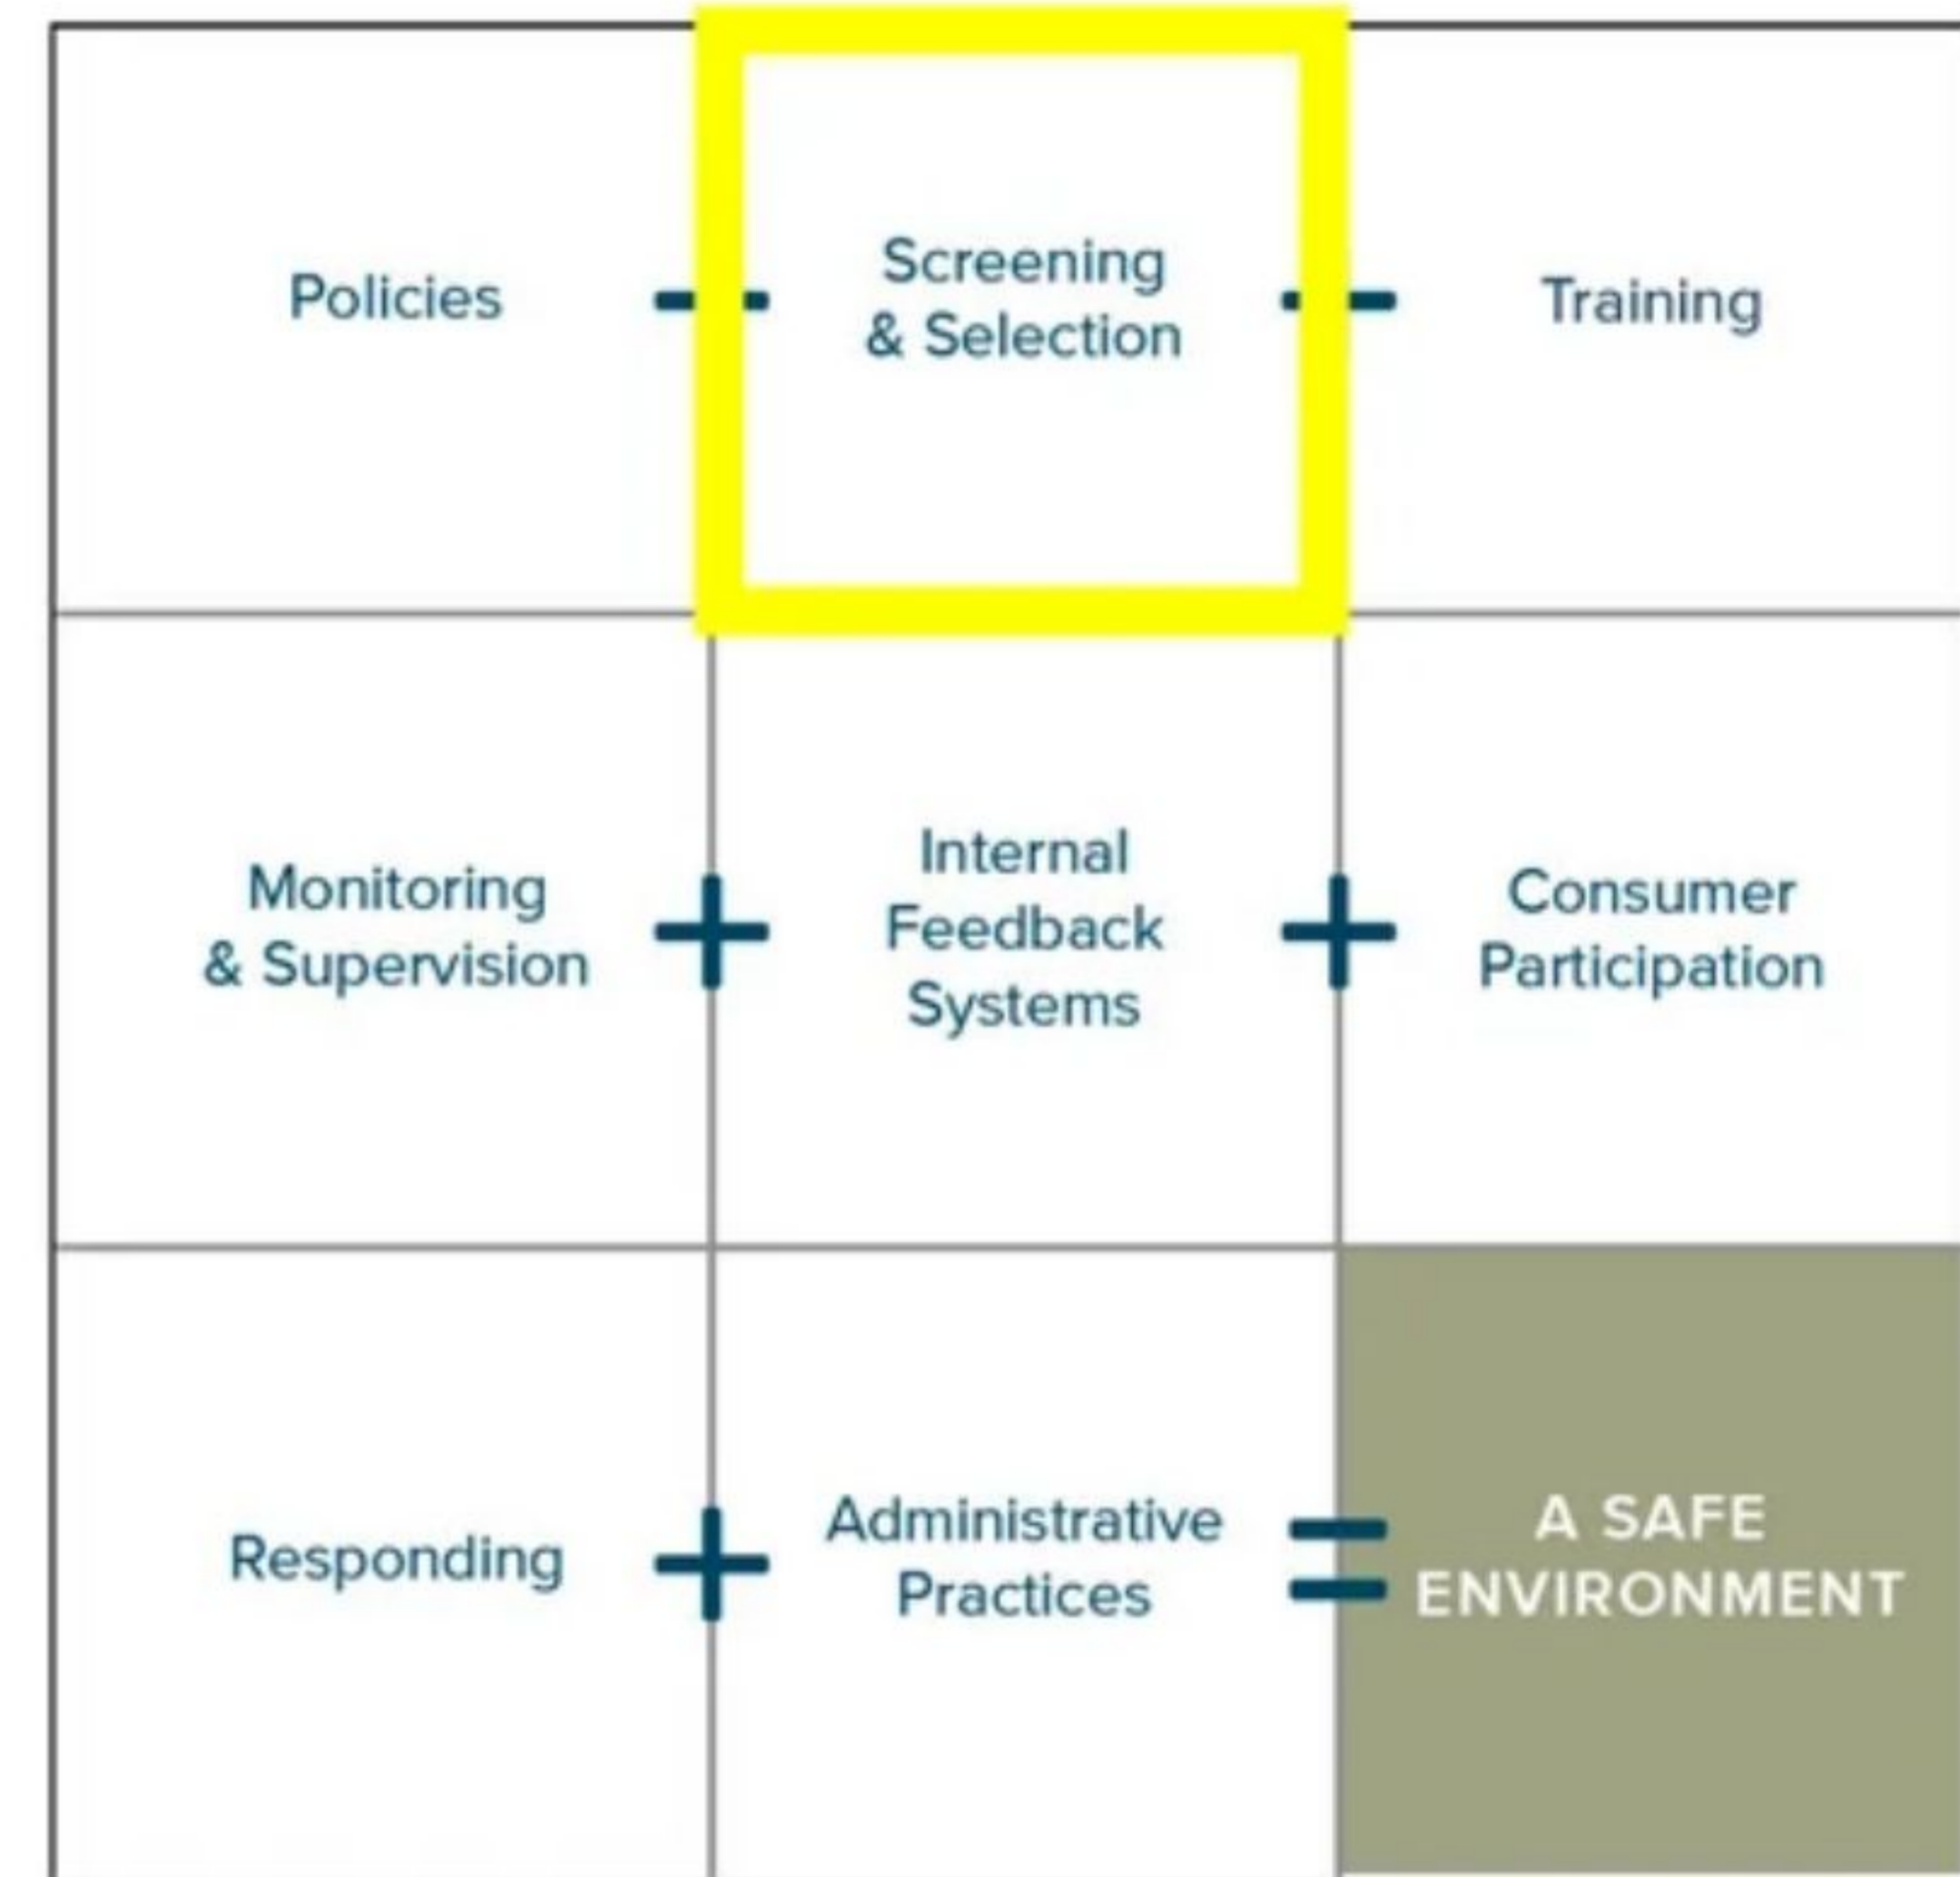 Policies
Screening
& Selection
Training
Monitoring
& Supervision
Internal
Feedback
Systems
Consumer
Participation
Responding
Administrative
Practices
A SAFE
ENVIRONMENT